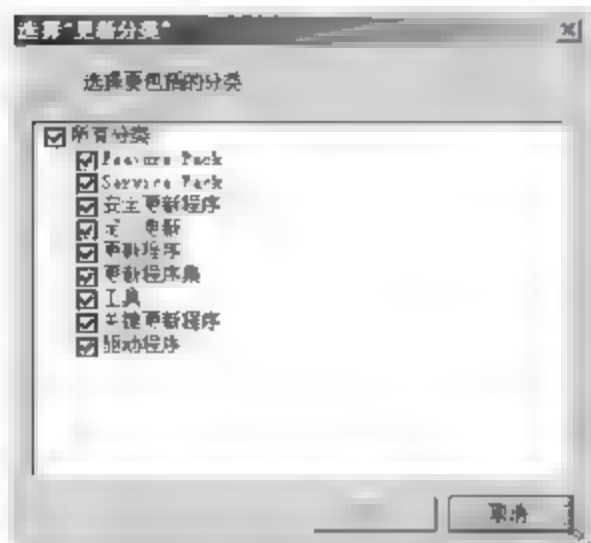 选择“更新分类”
选择要包括的分类
所有分类
Feature Pack
Service Pack
安全更新程序
更新
更新程序
更新程序集
工具
关键更新程序
驱动程序
取消